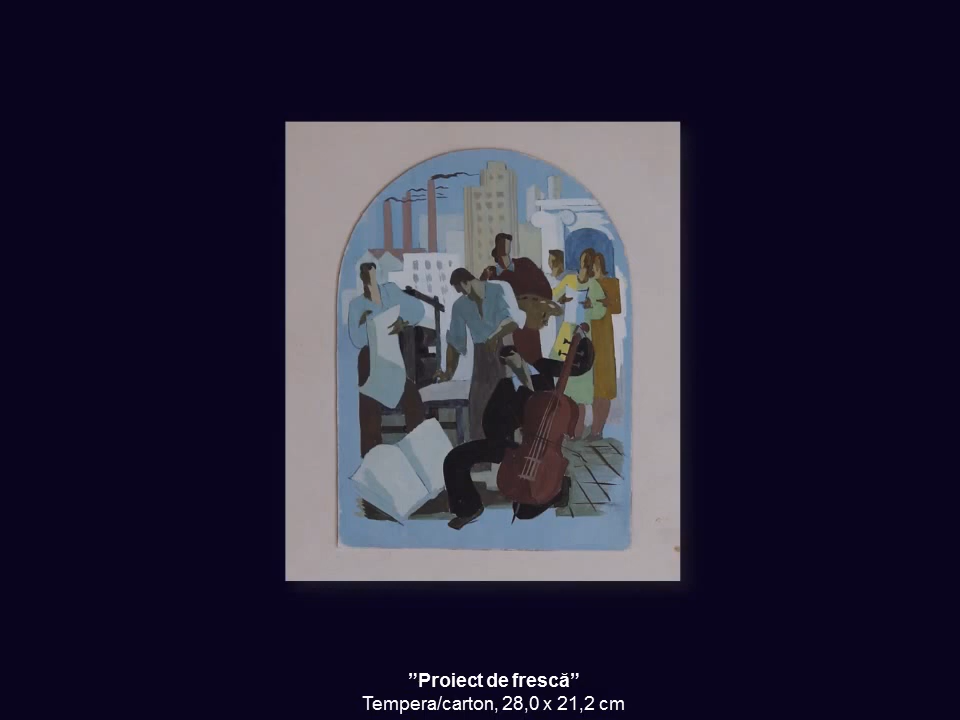 ”Proiect de frescă”
Tempera/carton, 28,0 x 21,2 cm